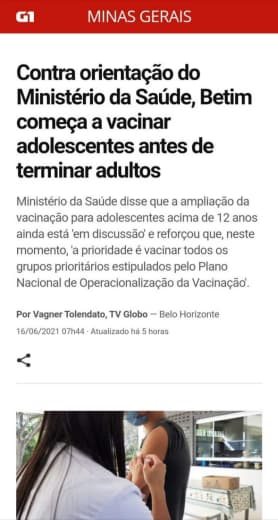 G1
MINAS GERAIS
Contra orientação do
Ministério da Saúde, Betim
começa a vacinar
adolescentes antes de
terminar adultos
Ministério da Saúde disse que a ampliação da
vacinação para adolescentes acima de 12 anos
ainda está 'em discussão' e reforçou que, neste
momento, 'a prioridade é vacinar todos os
grupos prioritários estipulados pelo Plano
Nacional de Operacionalização da Vacinação'.
Por Vagner Tolendato, TV Globo — Belo Horizonte
16/06/2021 07h44 · Atualizado há 5 horas